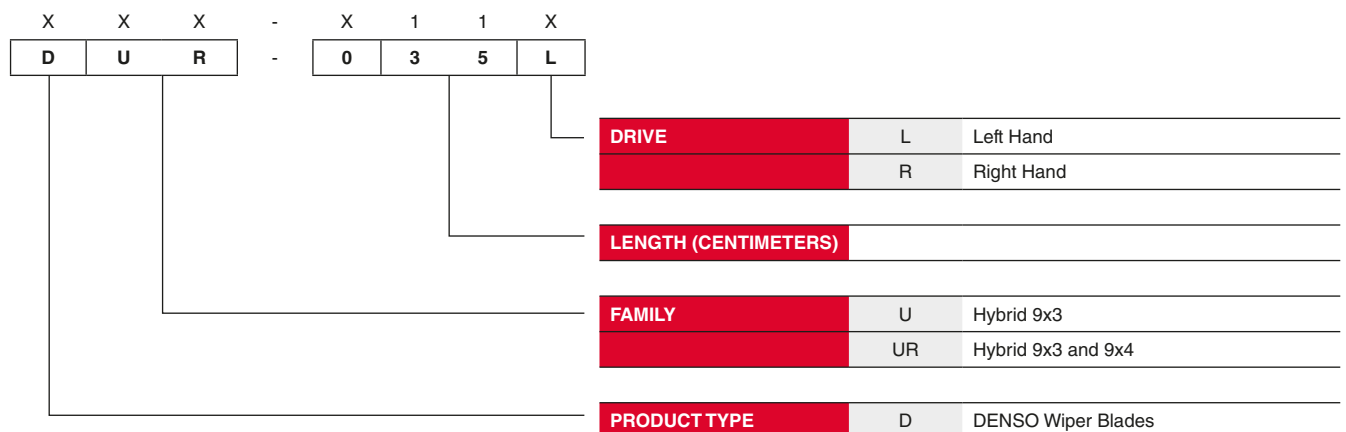 X X X - X 1 1 X
D U R - 0 3 5 L
DRIVE L Left Hand
R Right Hand
LENGTH (CENTIMETERS)
FAMILY U Hybrid 9x3
UR Hybrid 9x3 and 9x4
PRODUCT TYPE D DENSO Wiper Blades